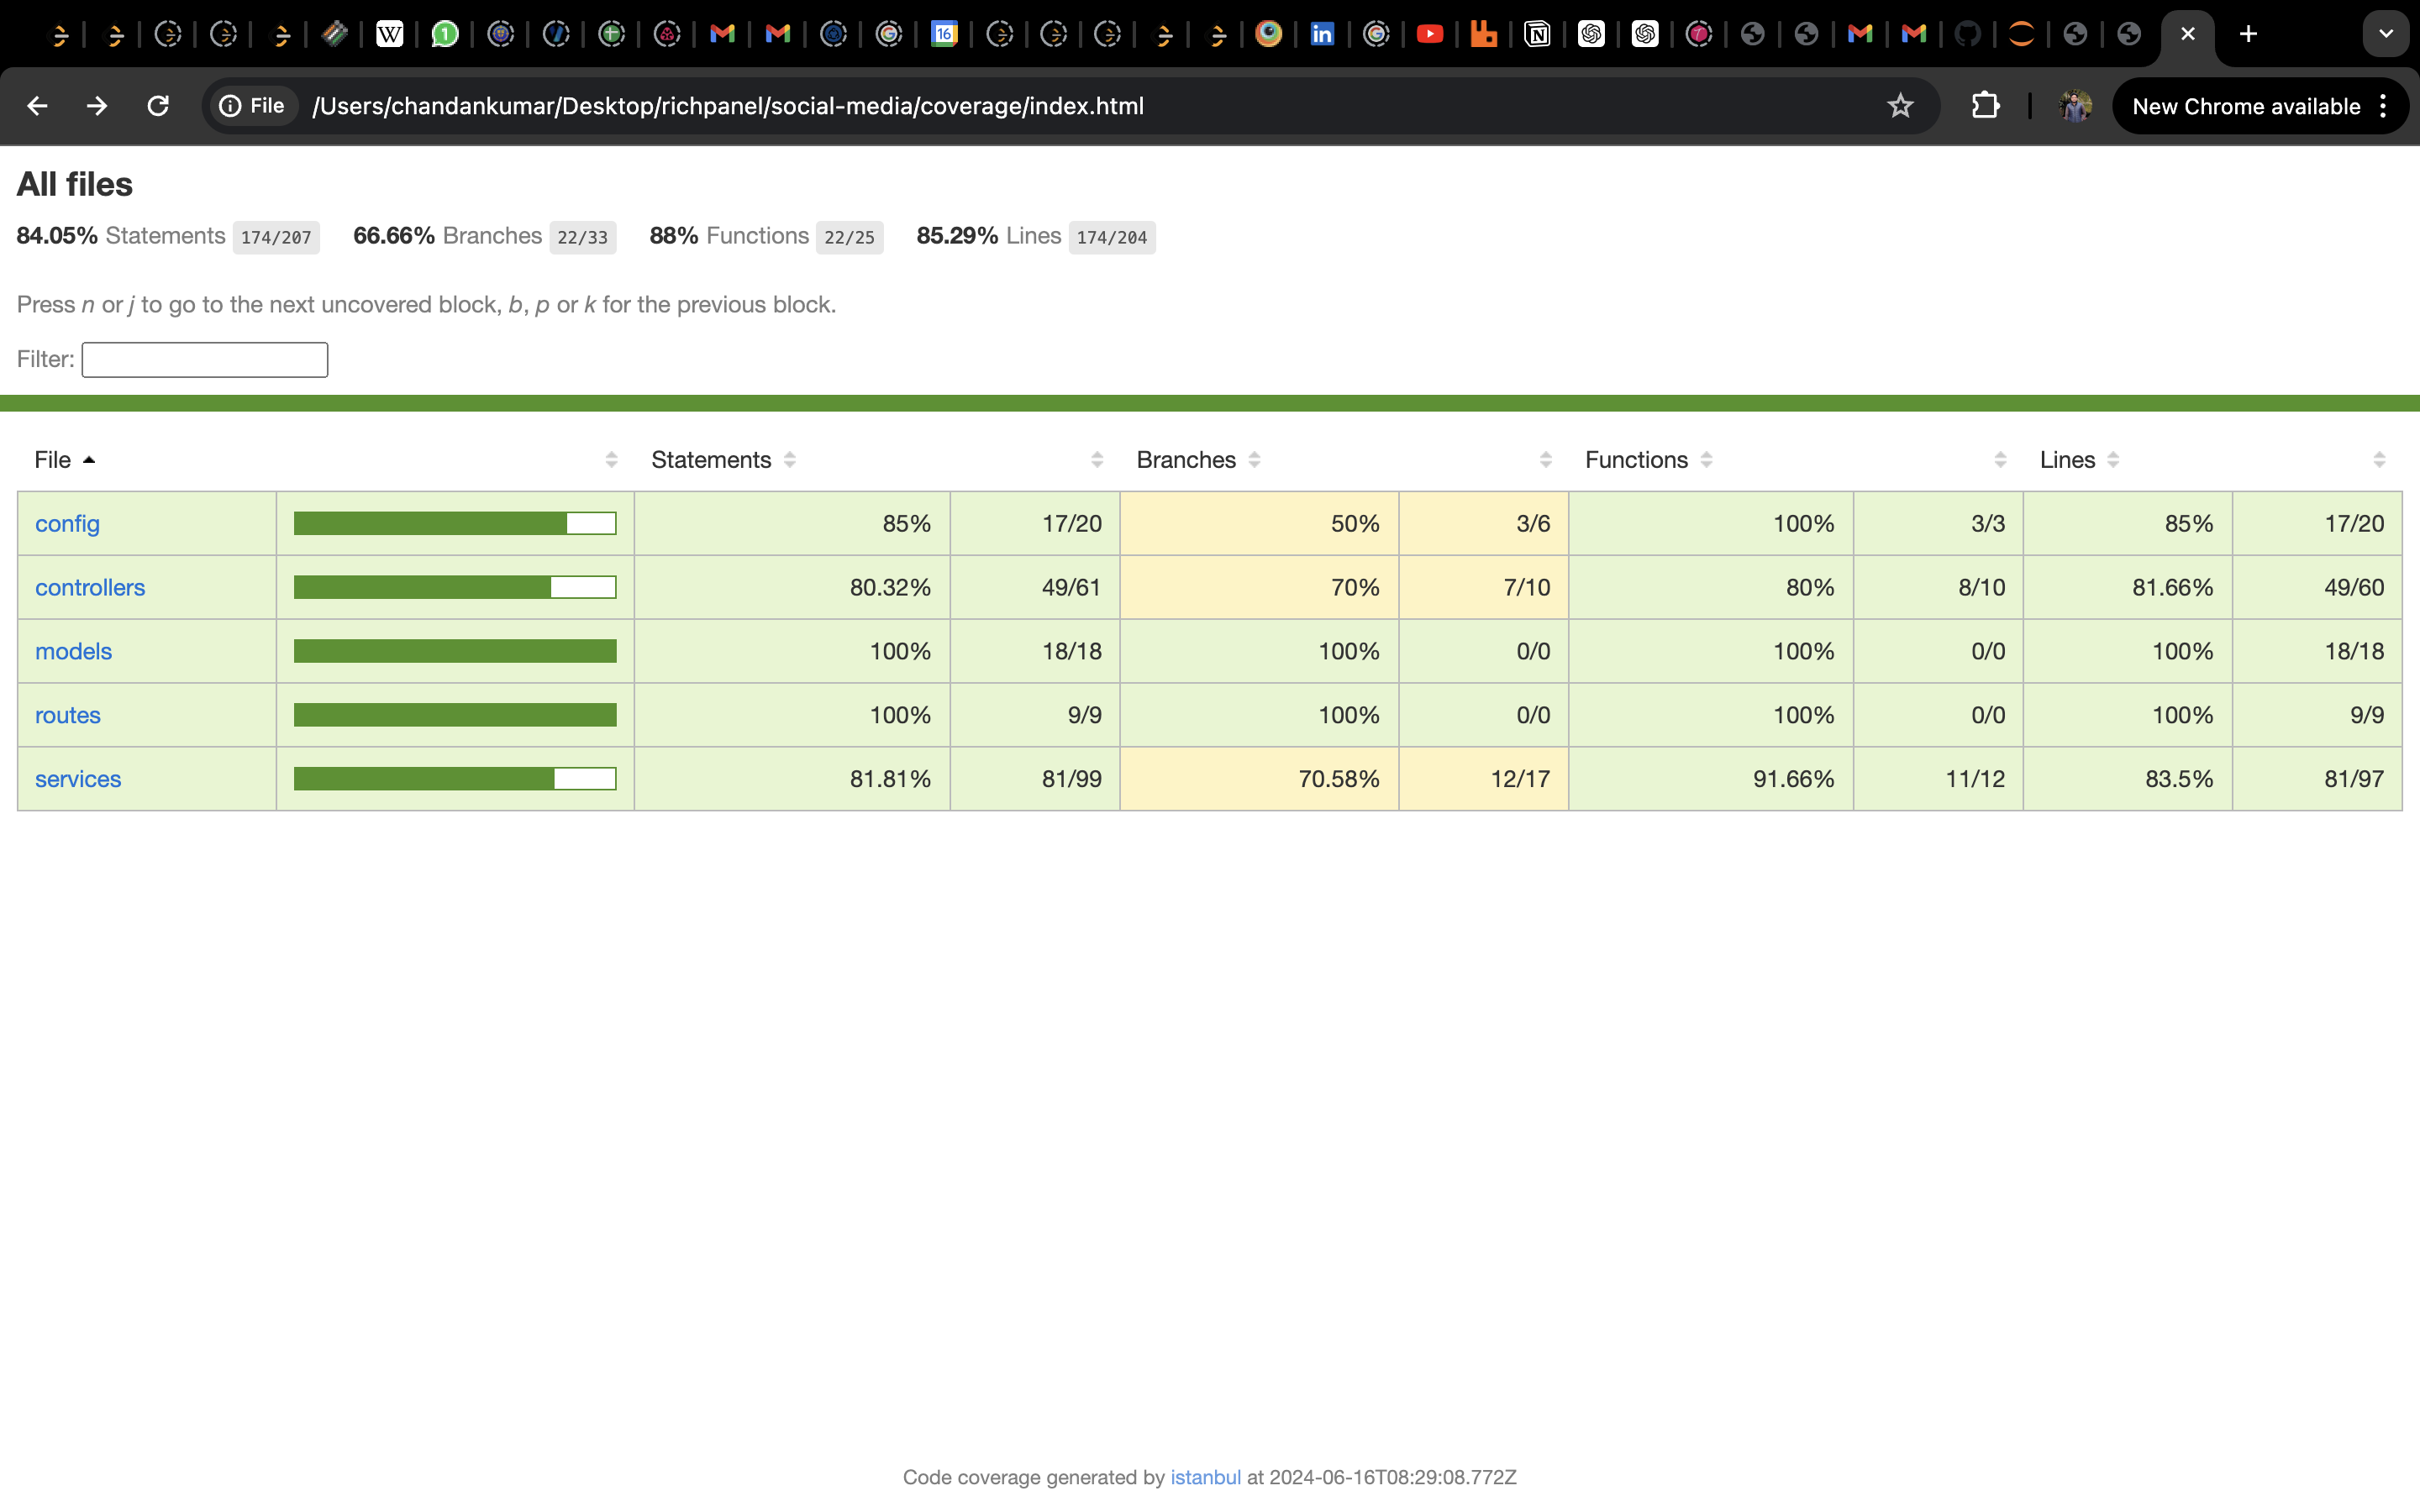 W 1 16 in N
File /Users/chandankumar/Desktop/richpanel/social-media/coverage/index.html New Chrome available
All files
84.05% Statements 174/207 66.66% Branches 22/33 88% Functions 22/25 85.29% Lines 174/204
Press n or j to go to the next uncovered block, b, p or k for the previous block.
Filter:
File Statements Branches Functions Lines
config 85% 17/20 50% 3/6 100% 3/3 85% 17/20
controllers 80.32% 49/61 70% 7/10 80% 8/10 81.66% 49/60
models 100% 18/18 100% 0/0 100% 0/0 100% 18/18
routes 100% 9/9 100% 0/0 100% 0/0 100% 9/9
services 81.81% 81/99 70.58% 12/17 91.66% 11/12 83.5% 81/97
Code coverage generated by istanbul at 2024-06-16T08:29:08.772Z